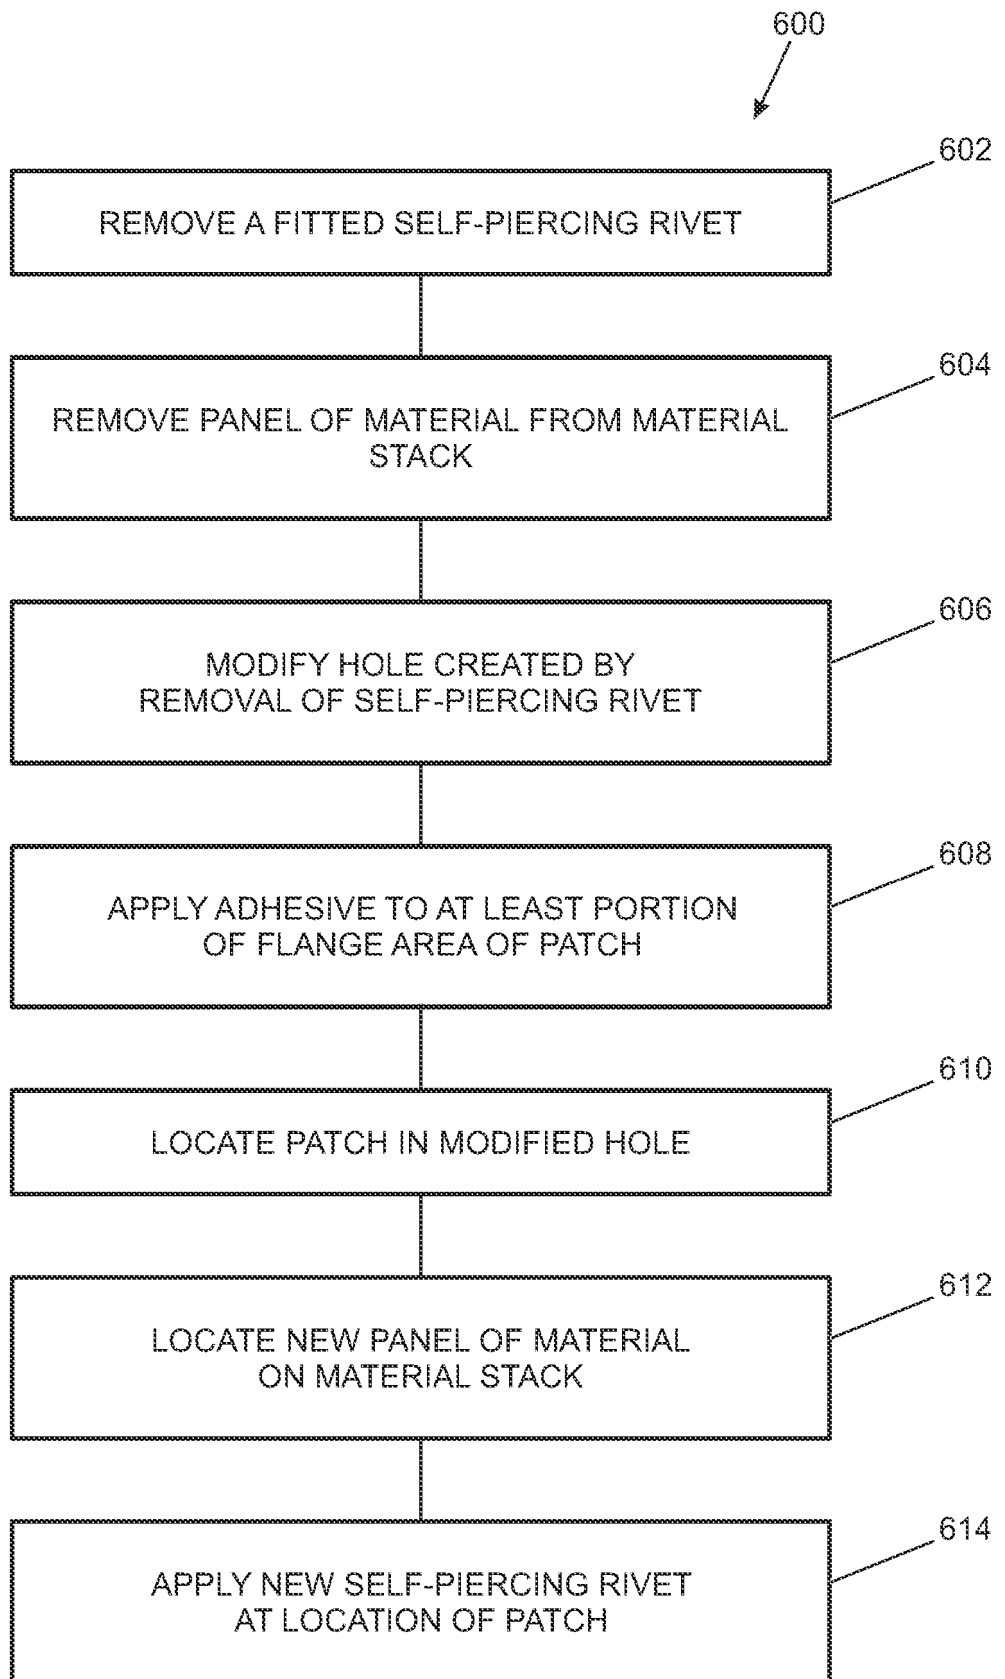 600
602
REMOVE A FITTED SELF-PIERCING RIVET
604
REMOVE PANEL OF MATERIAL FROM MATERIAL
STACK
606
MODIFY HOLE CREATED BY
REMOVAL OF SELF-PIERCING RIVET
608
APPLY ADHESIVE TO AT LEAST PORTION
OF FLANGE AREA OF PATCH
610
LOCATE PATCH IN MODIFIED HOLE
612
LOCATE NEW PANEL OF MATERIAL
ON MATERIAL STACK
614
APPLY NEW SELF-PIERCING RIVET
AT LOCATION OF PATCH